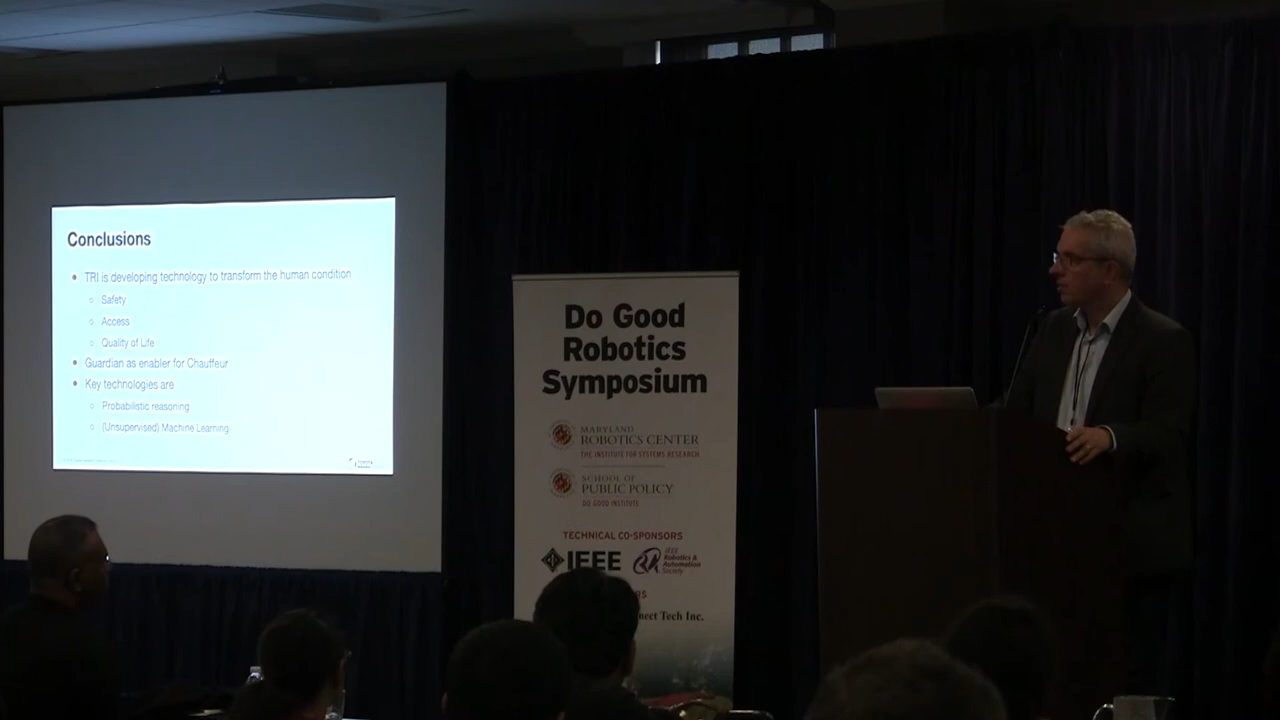 Conclusions
TRI is developing technology to transform the human condition
Safety
Access
Quality of Life
Guardian as enabler for Chauffeur
Key technologies are
Probabilistic reasoning
(Unsupervised) Machine Learning
Do Good
Robotics
Symposium
MARYLAND
ROBOTICS CENTER
THE INSTITUTE FOR SYSTEMS RESEARCH
SCHOOL OF
PUBLIC POLICY
DO GOOD INSTITUTE
TECHNICAL CO-SPONSORS
IEEE
IEEE
Robotics &
Automation
Society
RS
nect Tech Inc.